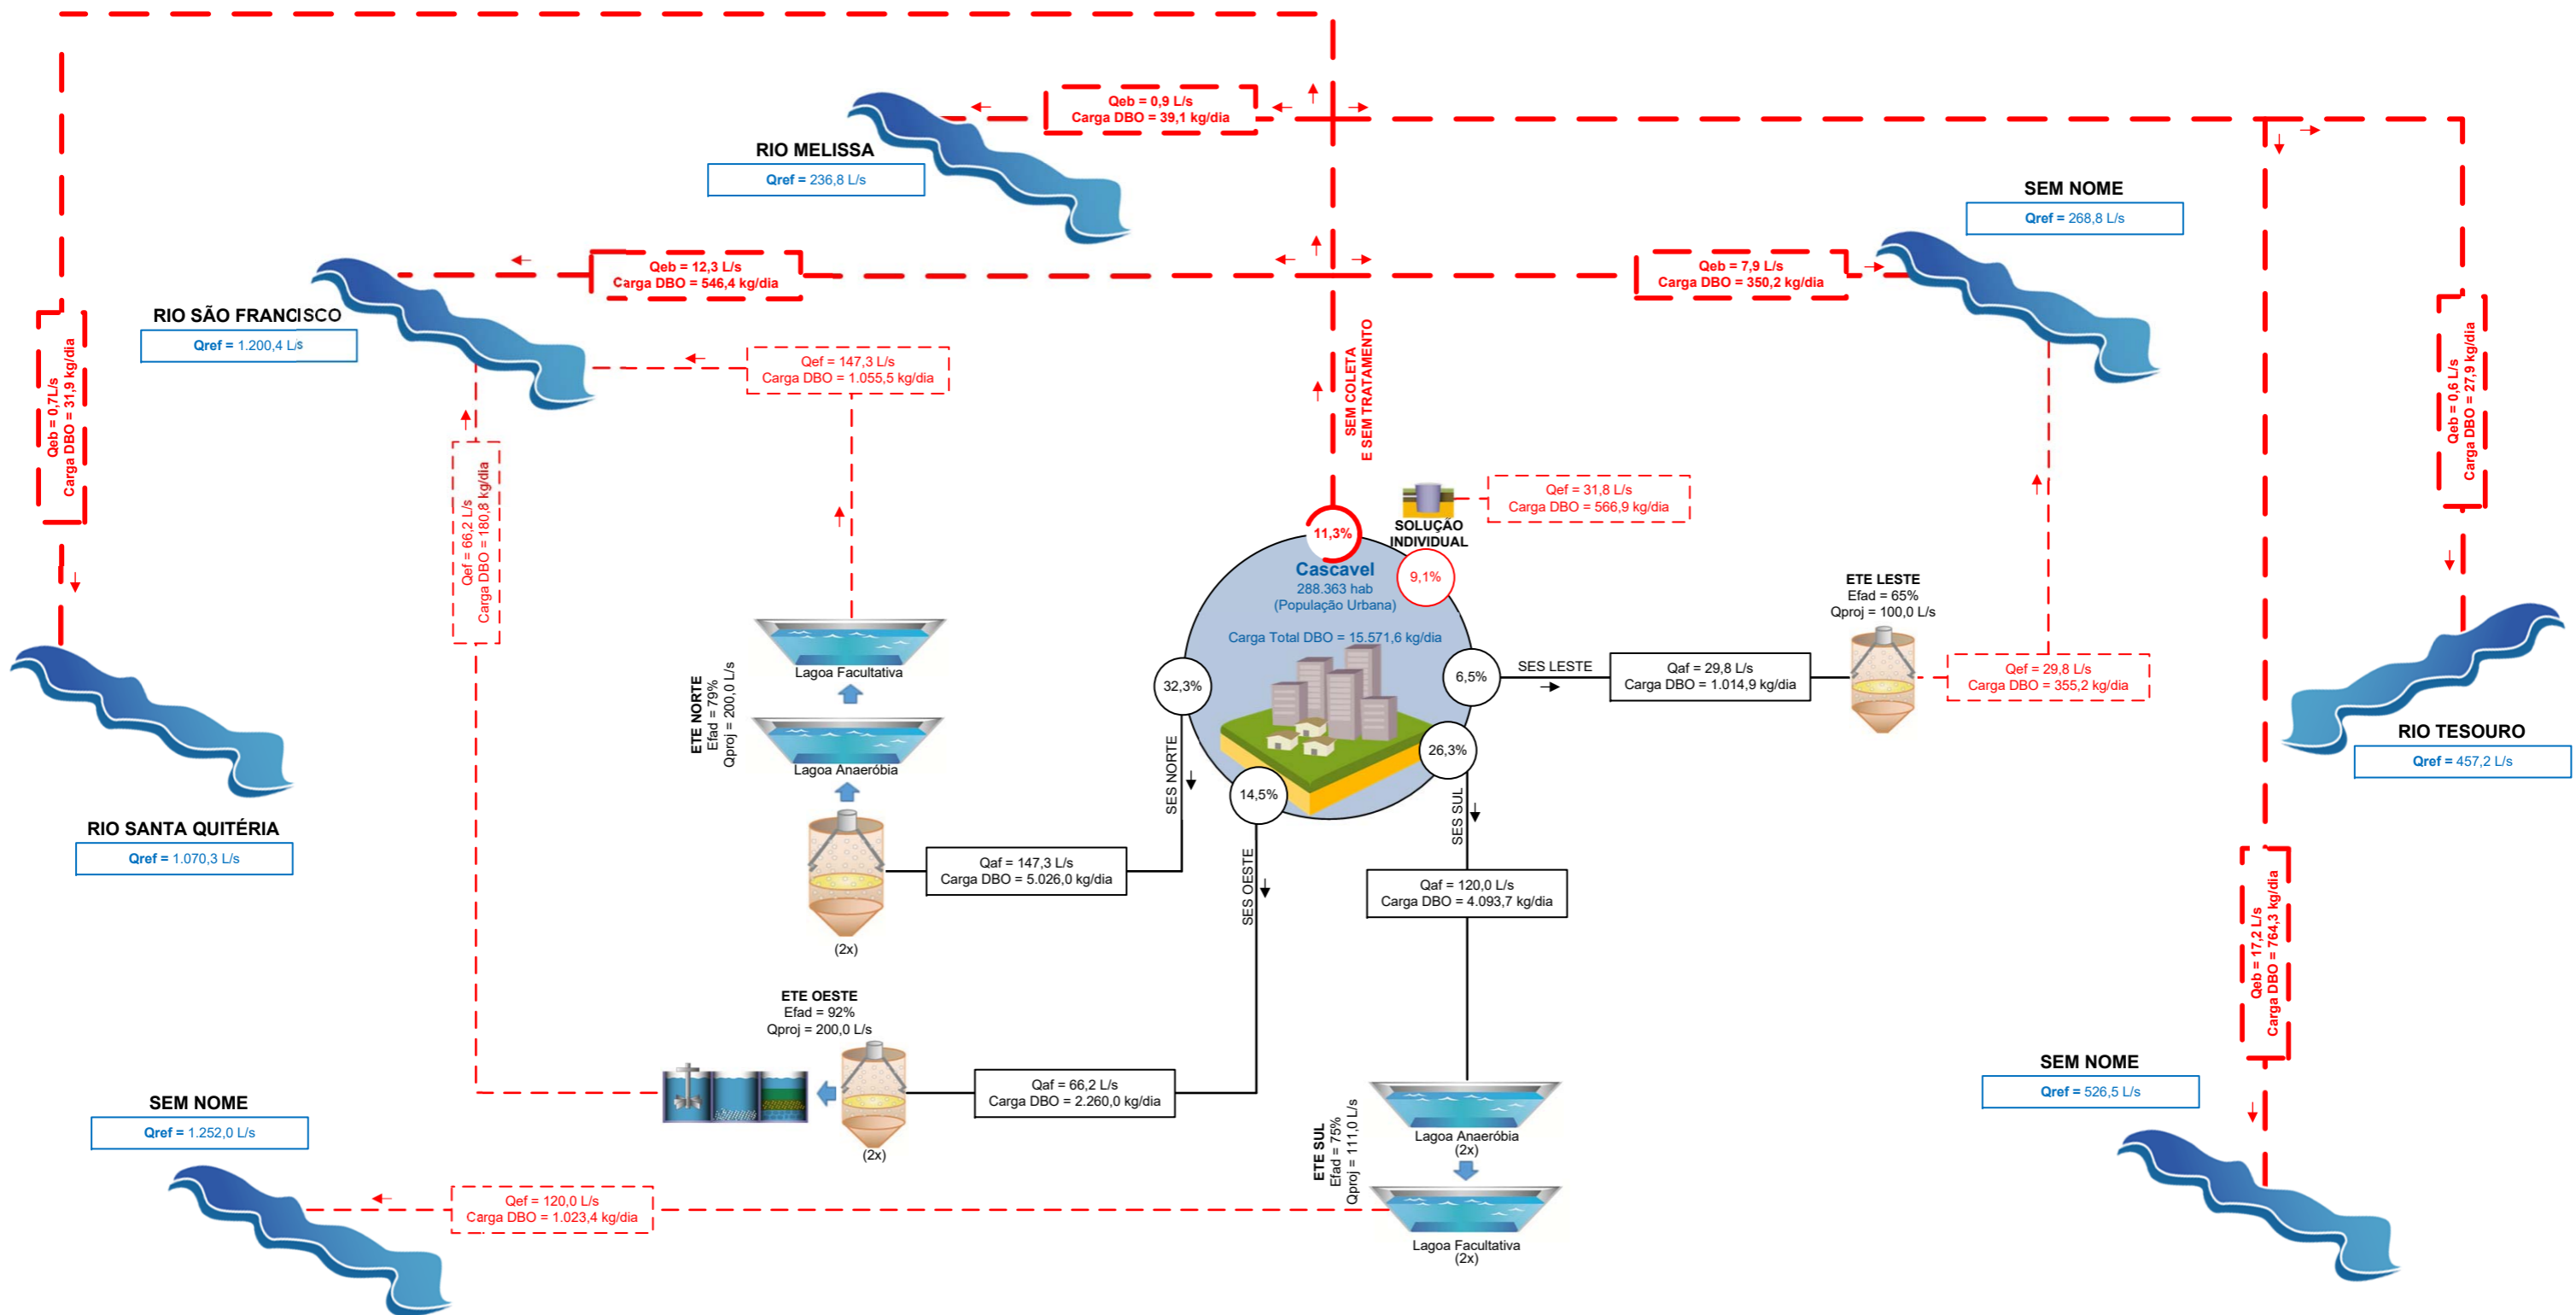 Qeb = 0,9 L/s
Carga DBO = 39,1 kg/dia
RIO MELISSA
Qref = 236,8 L/s
SEM NOME
Qref = 268,8 L/s
Qeb = 12,3 L/s
Carga DBO = 546,4 kg/dia
Qeb = 7,9 L/s
Carga DBO = 350,2 kg/dia
RIO SÃO FRANCISCO
Qref = 1.200,4 L/s
Qeb = 0,7L/s
Carga DBO = 31,9 kg/dia
Qef = 147,3 L/s
Carga DBO = 1.055,5 kg/dia
SEM COLETA
E SEM TRATAMENTO
Qeb = 0,6 L/s
Carga DBO = 27,9 kg/dia
Qef = 66,2 L/s
Carga DBO = 180,8 kg/dia
Qef = 31,8 L/s
Carga DBO = 566,9 kg/dia
SOLUÇÃO
INDIVIDUAL
11,3%
9,1%
Cascavel
288.363 hab
(População Urbana)
Carga Total DBO = 15.571,6 kg/dia
ETE LESTE
Efad = 65%
Qproj = 100,0 L/s
SES LESTE
6,5%
Qaf = 29,8 L/s
Carga DBO = 1.014,9 kg/dia
Qef = 29,8 L/s
Carga DBO = 355,2 kg/dia
Lagoa Facultativa
ETE NORTE
Efad = 79%
Qproj = 200,0 L/s
Lagoa Anaeróbia
32,3%
SES NORTE
26,3%
14,5%
SES SUL
SES OESTE
RIO TESOURO
Qref = 457,2 L/s
RIO SANTA QUITÉRIA
Qref = 1.070,3 L/s
Qaf = 147,3 L/s
Carga DBO = 5.026,0 kg/dia
(2x)
Qaf = 120,0 L/s
Carga DBO = 4.093,7 kg/dia
Qeb = 17,2 L/s
Carga DBO = 764,3 kg/dia
ETE OESTE
Efad = 92%
Qproj = 200,0 L/s
(2x)
Qaf = 66,2 L/s
Carga DBO = 2.260,0 kg/dia
SEM NOME
Qref = 526,5 L/s
SEM NOME
Qref = 1.252,0 L/s
ETE SUL
Efad = 75%
Qproj = 111,0 L/s
Lagoa Anaeróbia
(2x)
Lagoa Facultativa
(2x)
Qef = 120,0 L/s
Carga DBO = 1.023,4 kg/dia